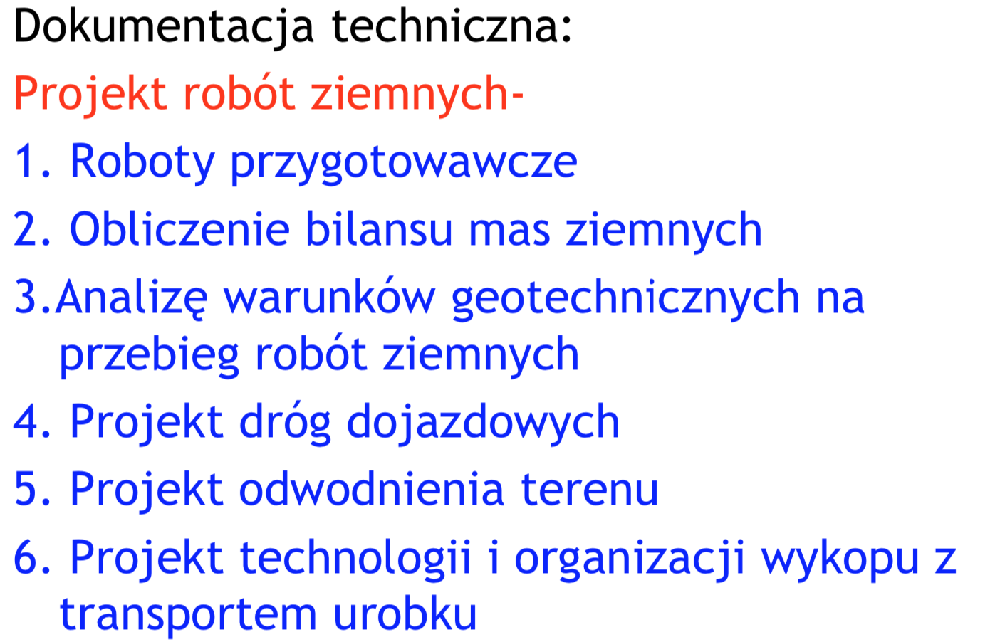 Dokumentacja techniczna:
Projekt robót ziemnych-
1. Roboty przygotowawcze
2. Obliczenie bilansu mas ziemnych
3.Analizę warunków geotechnicznych na
przebieg robót ziemnych
4. Projekt dróg dojazdowych
5. Projekt odwodnienia terenu
6. Projekt technologii i organizacji wykopu z
transportem urobku